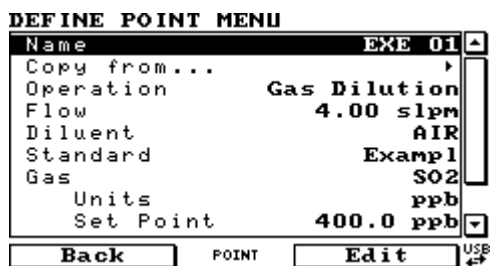 DEFINE POINT MENU
Name EXE 01
Copy from...
Operation Gas Dilution
Flow 4.00 slpm
Diluent AIR
Standard Exampl
Gas SO2
Units ppb
Set Point 400.0 ppb
Back POINT Edit USB